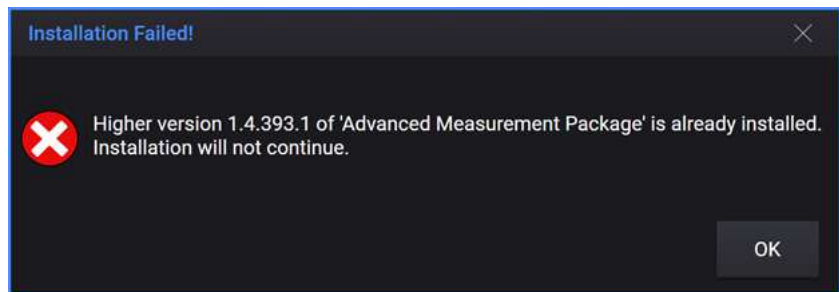 Installation Failed!
Higher version 1.4.393.1 of 'Advanced Measurement Package' is already installed.
Installation will not continue.
OK